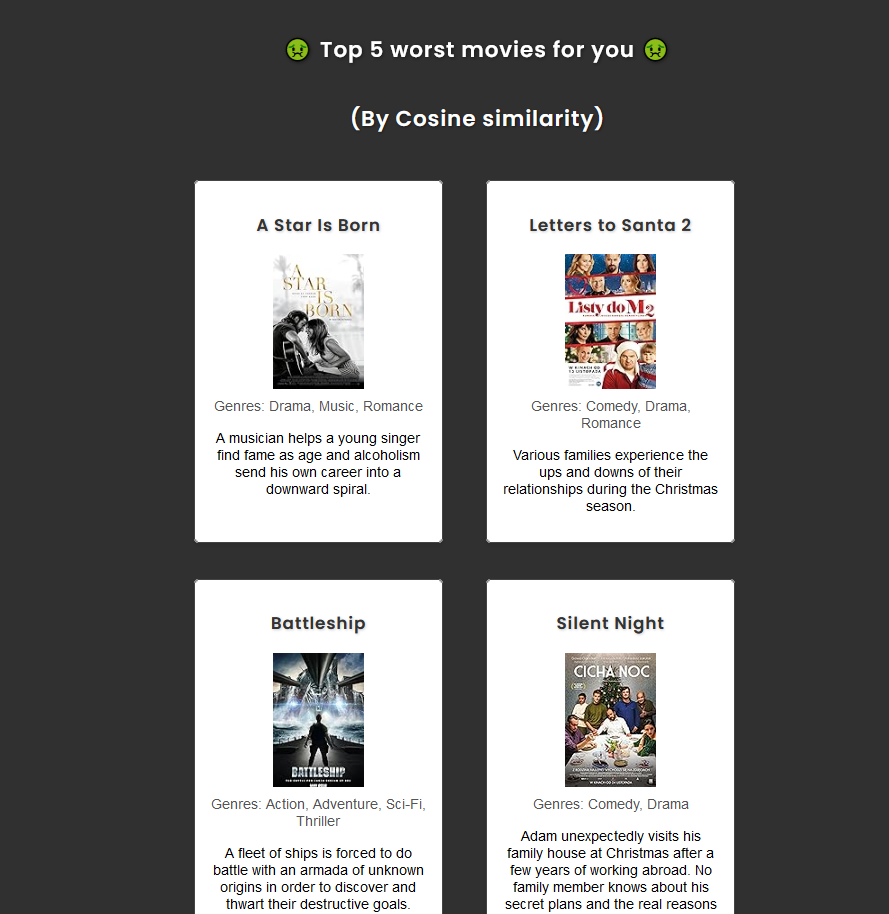 Top 5 worst movies for you
(By Cosine similarity)
A Star Is Born
A
STAR
IS
BORN
Genres: Drama, Music, Romance
A musician helps a young singer
find fame as age and alcoholism
send his own career into a
downward spiral.
Letters to Santa 2
Listy do M2
W KINACH OD
13 LISTOPADA
Genres: Comedy, Drama,
Romance
Various families experience the
ups and downs of their
relationships during the Christmas
season.
Battleship
BATTLESHIP
Genres: Action, Adventure, Sci-Fi,
Thriller
A fleet of ships is forced to do
battle with an armada of unknown
origins in order to discover and
thwart their destructive goals.
Silent Night
CICHA NOC
W KINACH OD 24 LISTOPADA
Genres: Comedy, Drama
Adam unexpectedly visits his
family house at Christmas after a
few years of working abroad. No
family member knows about his
secret plans and the real reasons